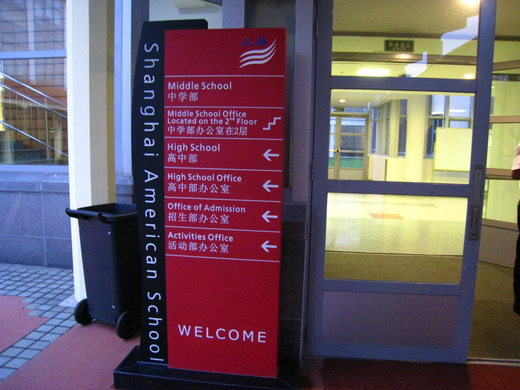 Shanghai American School
Middle School
中学部
Middle School Office
Located on the 2nd Floor
中学部办公室在2层
High School
高中部
High School Office
高中部办公室
Office of Admission
招生部办公室
Activities Office
活动部办公室
WELCOME